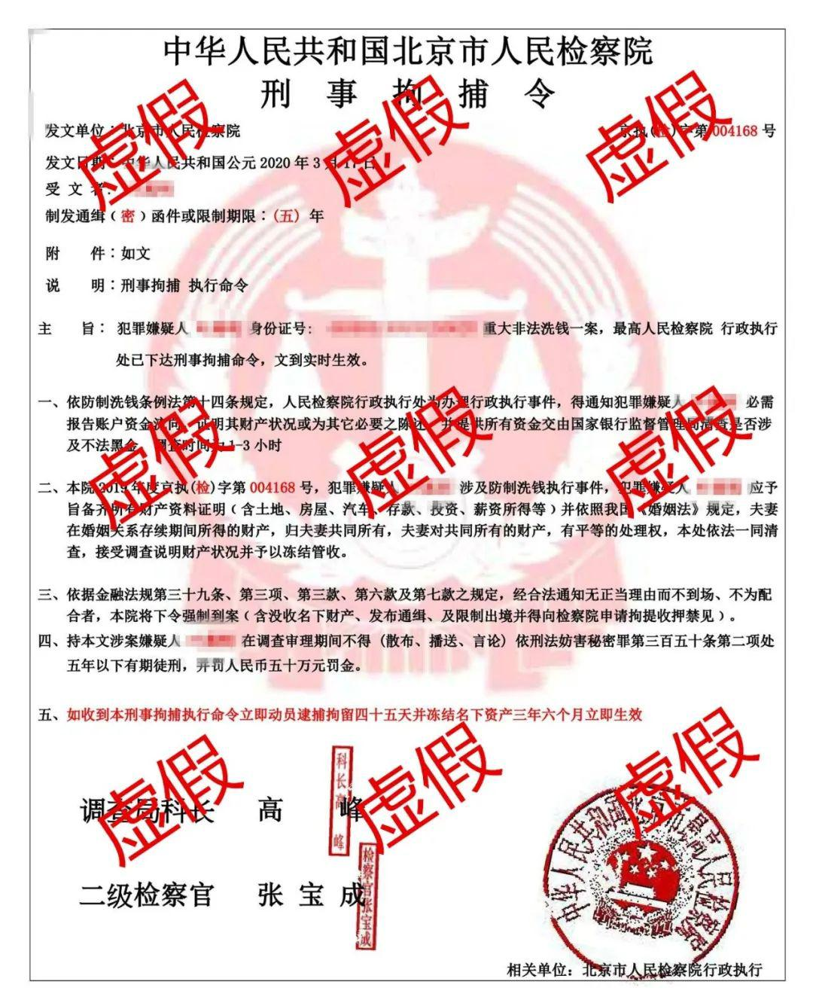 中华人民共和国北京市人民检察院
刑事拘捕令
发文单位：北京市人民检察院 京执(检)字第004168号
发文日期：中华人民共和国公元2020年3月17日
受文者：
制发通缉（密）函件或限制期限：(五) 年
附 件：如文
说 明：刑事拘捕 执行命令
主 旨： 犯罪嫌疑人 身份证号: 重大非法洗钱一案，最高人民检察院 行政执行
处已下达刑事拘捕命令，文到实时生效。
一、依防制洗钱条例法第十四条规定，人民检察院行政执行处为办理行政执行事件，得通知犯罪嫌疑人 必需
报告账户资金流向，证明其财产状况或为其它必要之陈述，并提供所有资金交由国家银行监督管理局清查是否涉
及不法黑金，调查时间为1-3小时
二、本院2019年度京执(检)字第 004168 号，犯罪嫌疑人 涉及防制洗钱执行事件，犯罪嫌疑人 应予
旨备齐所有财产资料证明（含土地、房屋、汽车、存款、投资、薪资所得等）并依照我国《婚姻法》规定，夫妻
在婚姻关系存续期间所得的财产，归夫妻共同所有，夫妻对共同所有的财产，有平等的处理权，本处依法一同清
查，接受调查说明财产状况并予以冻结管收。
三、依据金融法规第三十九条、第三项、第三款、第六款及第七款之规定，经合法通知无正当理由而不到场、不为配
合者，本院将下令强制到案（含没收名下财产、发布通缉、及限制出境并得向检察院申请拘提收押禁见）。
四、持本文涉案嫌疑人 在调查审理期间不得（散布、播送、言论）依刑法妨害秘密罪第三百五十条第二项处
五年以下有期徒刑，并罚人民币五十万元罚金。
五、如收到本刑事拘捕执行命令立即动员逮捕拘留四十五天并冻结名下资产三年六个月立即生效
调查局科长 高 峰
科长高峰
二级检察官 张宝成
检察官张宝成
中华人民共和国北京市人民检察院
相关单位：北京市人民检察院行政执行
虚假
虚假
虚假
虚假
虚假
虚假
虚假
虚假
虚假